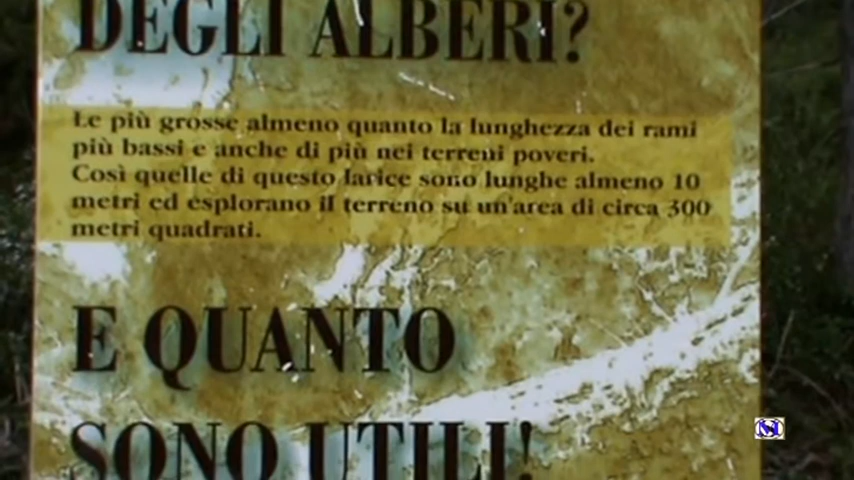 DEGLI ALBERI?
Le più grosse almeno quanto la lunghezza dei rami
più bassi e anche di più nei terreni poveri.
Così quelle di questo larice sono lunghe almeno 10
metri ed esplorano il terreno su un'area di circa 300
metri quadrati.
E QUANTO
SONO UTILI!